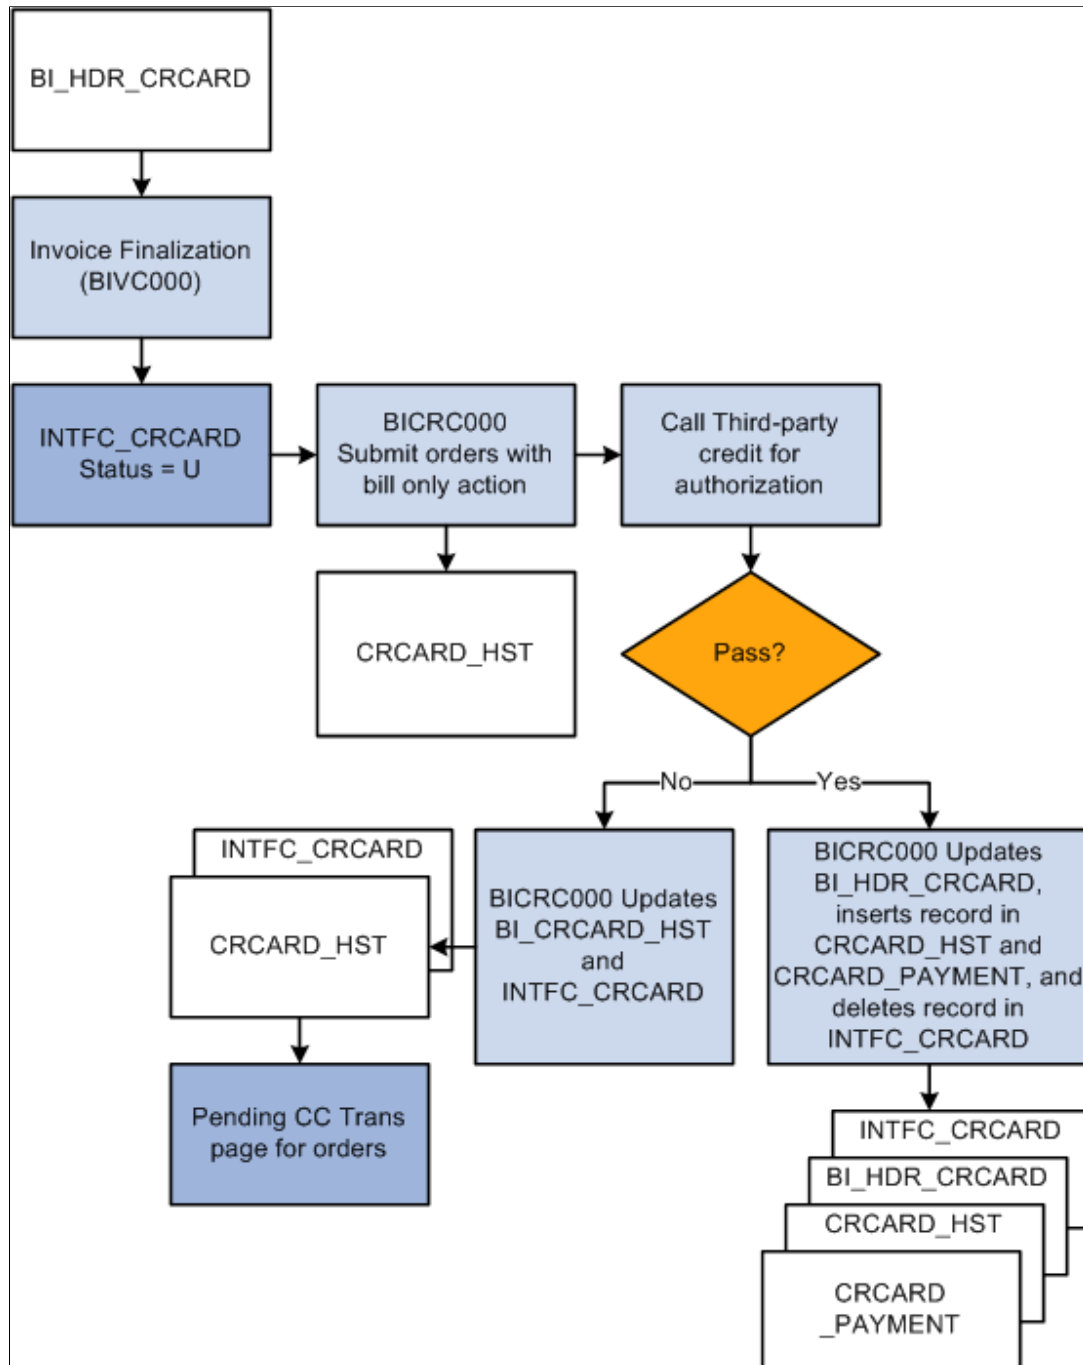 BI_HDR_CRCARD
Invoice Finalization
(BIVC000)
INTFC_CRCARD
Status = U
BICRC000
Submit orders with
bill only action
Call Third-party
credit for
authorization
CRCARD_HST
Pass?
No
Yes
INTFC_CRCARD
CRCARD_HST
BICRC000 Updates
BI_CRCARD_HST
and
INTFC_CRCARD
BICRC000 Updates
BI_HDR_CRCARD,
inserts record in
CRCARD_HST and
CRCARD_PAYMENT, and
deletes record in
INTFC_CRCARD
Pending CC Trans
page for orders
INTFC_CRCARD
BI_HDR_CRCARD
CRCARD_HST
CRCARD
_PAYMENT